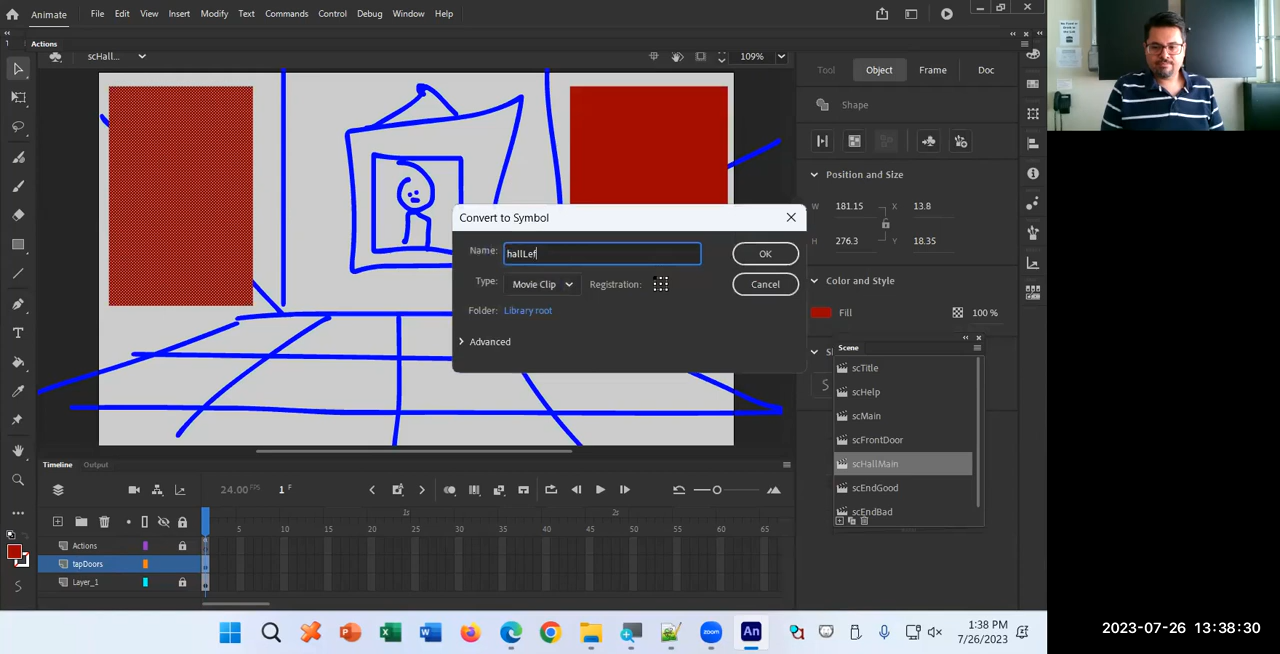 Animate File Edit View Insert Modify Text Commands Control Debug Window Help
Actions
scHall... 109%
Tool Object Frame Doc
Shape
Position and Size
W 181.15 X 13.8
H 276.3 Y 18.35
Color and Style
Fill 100 %
Convert to Symbol
Name: hallLef OK
Type: Movie Clip Registration: Cancel
Folder: Library root
Advanced
Scene
scTitle
scHelp
scMain
scFrontDoor
scHallMain
scEndGood
scEndBad
Timeline Output
24.00 FPS 1 F
1s 2s
5 10 15 20 25 30 35 40 45 50 55 60 65
Actions
tapDoors
Layer_1
1:38 PM
7/26/2023
2023-07-26 13:38:30